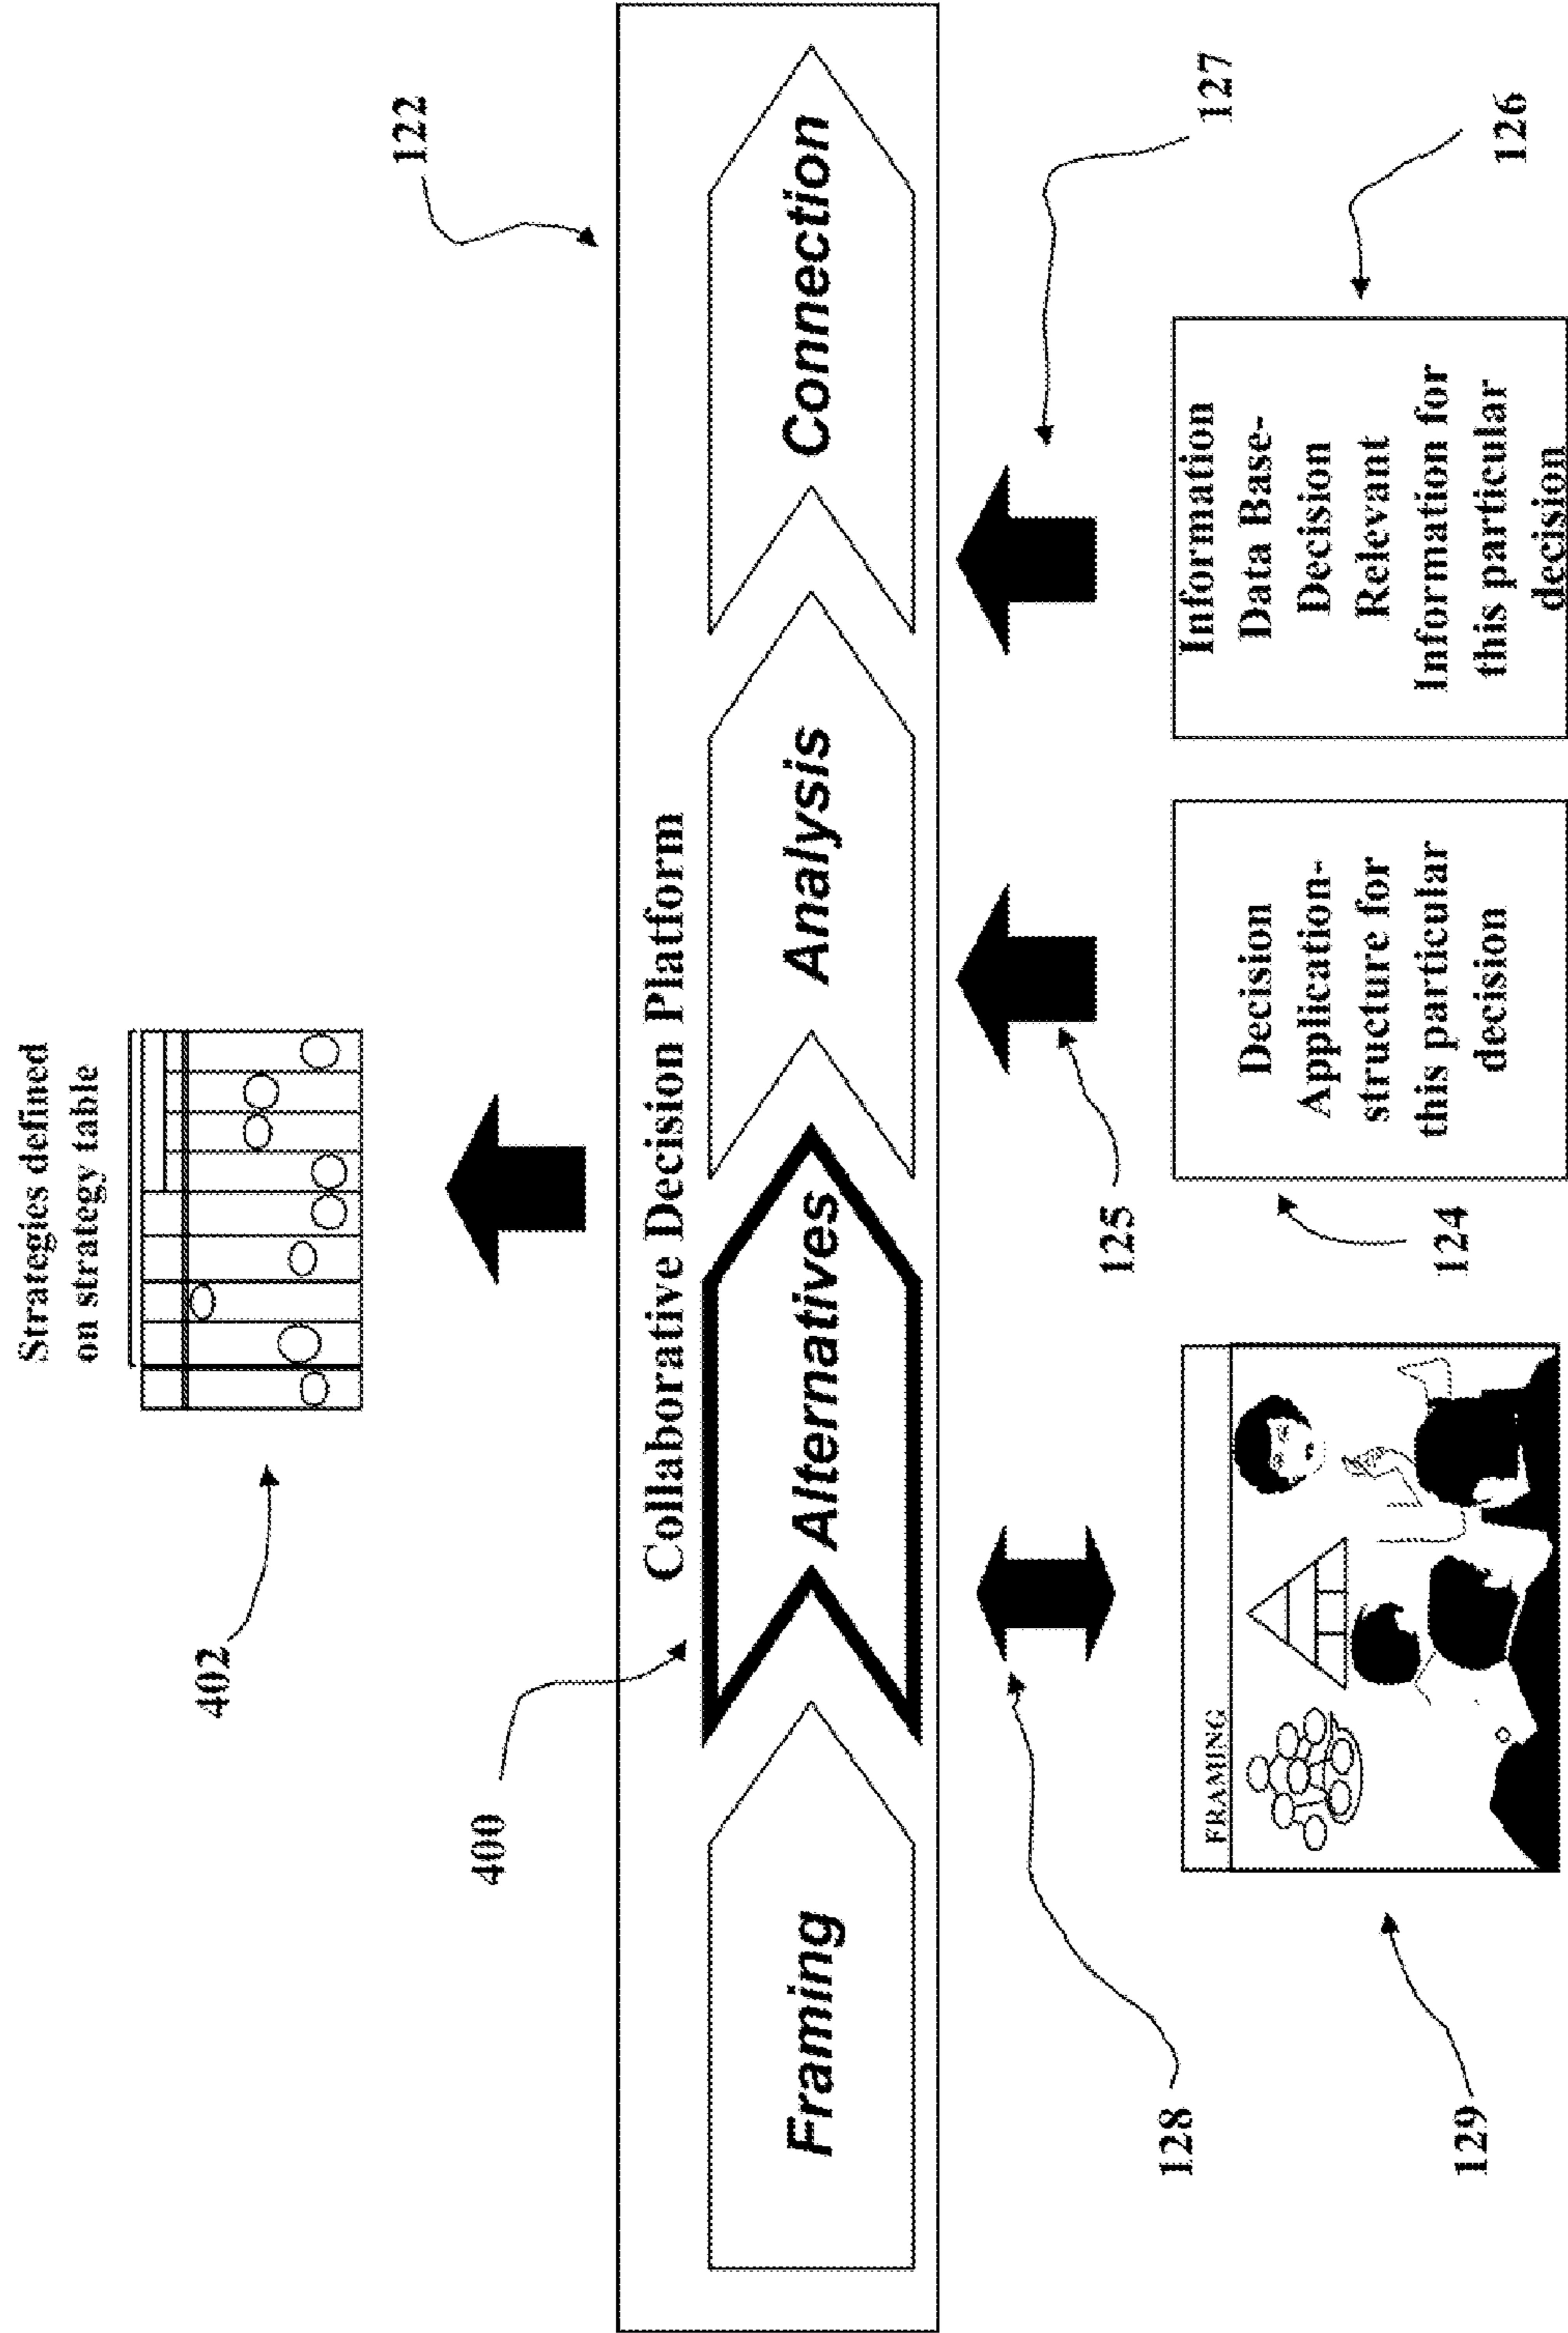 Strategies defined
on strategy table
402
122
400
Collaborative Decision Platform
Framing
Alternatives
Analysis
Connection
128
125
127
129
FRAMING
124
Decision
Application-
structure for
this particular
decision
126
Information
Data Base-
Decision
Relevant
Information for
this particular
decision